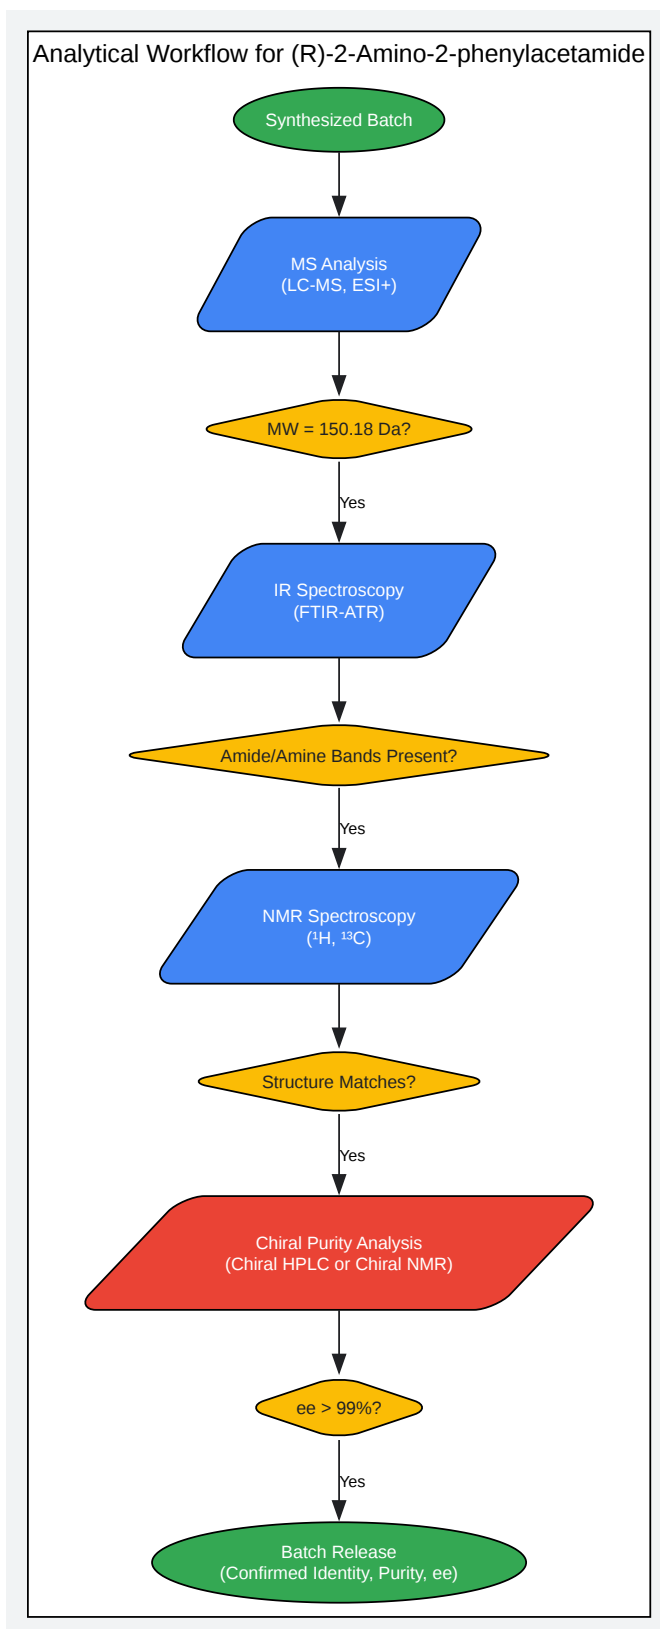 Analytical Workflow for (R)-2-Amino-2-phenylacetamide
Synthesized Batch
MS Analysis
(LC-MS, ESI+)
MW = 150.18 Da?
Yes
IR Spectroscopy
(FTIR-ATR)
Amide/Amine Bands Present?
Yes
NMR Spectroscopy
(¹H, ¹³C)
Structure Matches?
Yes
Chiral Purity Analysis
(Chiral HPLC or Chiral NMR)
ee > 99%?
Yes
Batch Release
(Confirmed Identity, Purity, ee)